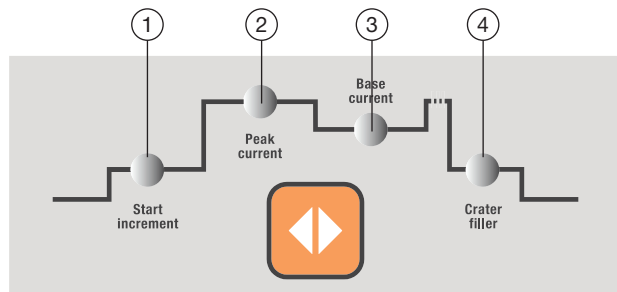 1
2
3
4
Base
current
Peak
current
Start
increment
Crater
filler